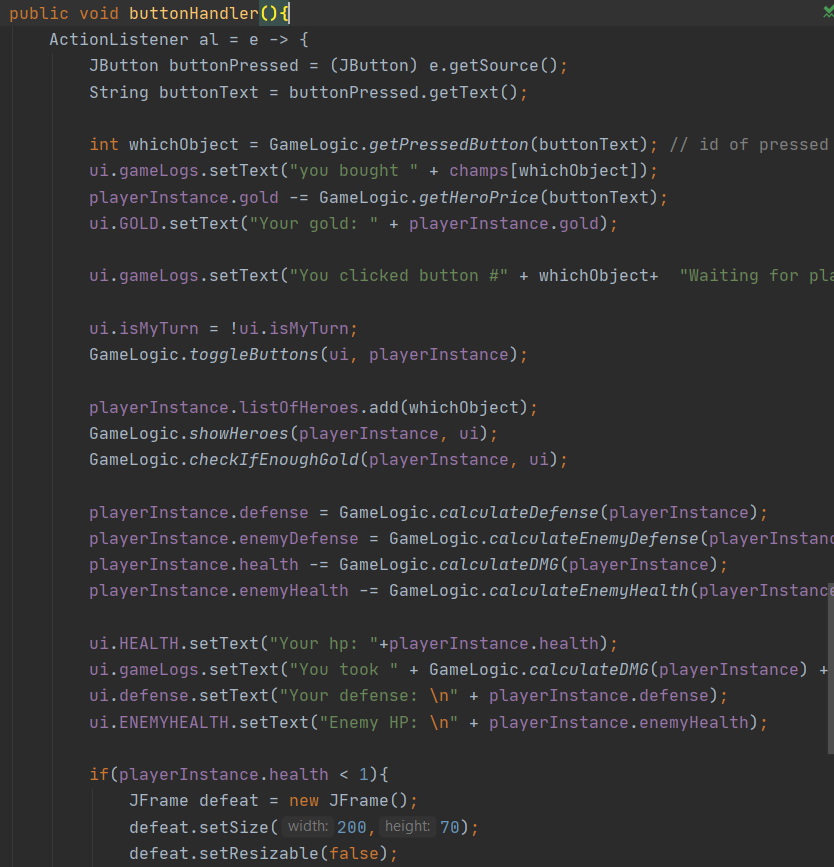 public void buttonHandler(){
ActionListener al = e -> {
JButton buttonPressed = (JButton) e.getSource();
String buttonText = buttonPressed.getText();
int whichObject = GameLogic.getPressedButton(buttonText); // id of pressed
ui.gameLogs.setText("you bought " + champs[whichObject]);
playerInstance.gold -= GameLogic.getHeroPrice(buttonText);
ui.GOLD.setText("Your gold: " + playerInstance.gold);
ui.gameLogs.setText("You clicked button #" + whichObject+  "Waiting for pla
ui.isMyTurn = !ui.isMyTurn;
GameLogic.toggleButtons(ui, playerInstance);
playerInstance.listOfHeroes.add(whichObject);
GameLogic.showHeroes(playerInstance, ui);
GameLogic.checkIfEnoughGold(playerInstance, ui);
playerInstance.defense = GameLogic.calculateDefense(playerInstance);
playerInstance.enemyDefense = GameLogic.calculateEnemyDefense(playerInstanc
playerInstance.health -= GameLogic.calculateDMG(playerInstance);
playerInstance.enemyHealth -= GameLogic.calculateEnemyHealth(playerInstance
ui.HEALTH.setText("Your hp: "+playerInstance.health);
ui.gameLogs.setText("You took " + GameLogic.calculateDMG(playerInstance) +
ui.defense.setText("Your defense: \n" + playerInstance.defense);
ui.ENEMYHEALTH.setText("Enemy HP: \n" + playerInstance.enemyHealth);
if(playerInstance.health < 1){
JFrame defeat = new JFrame();
defeat.setSize( width: 200, height: 70);
defeat.setResizable(false);